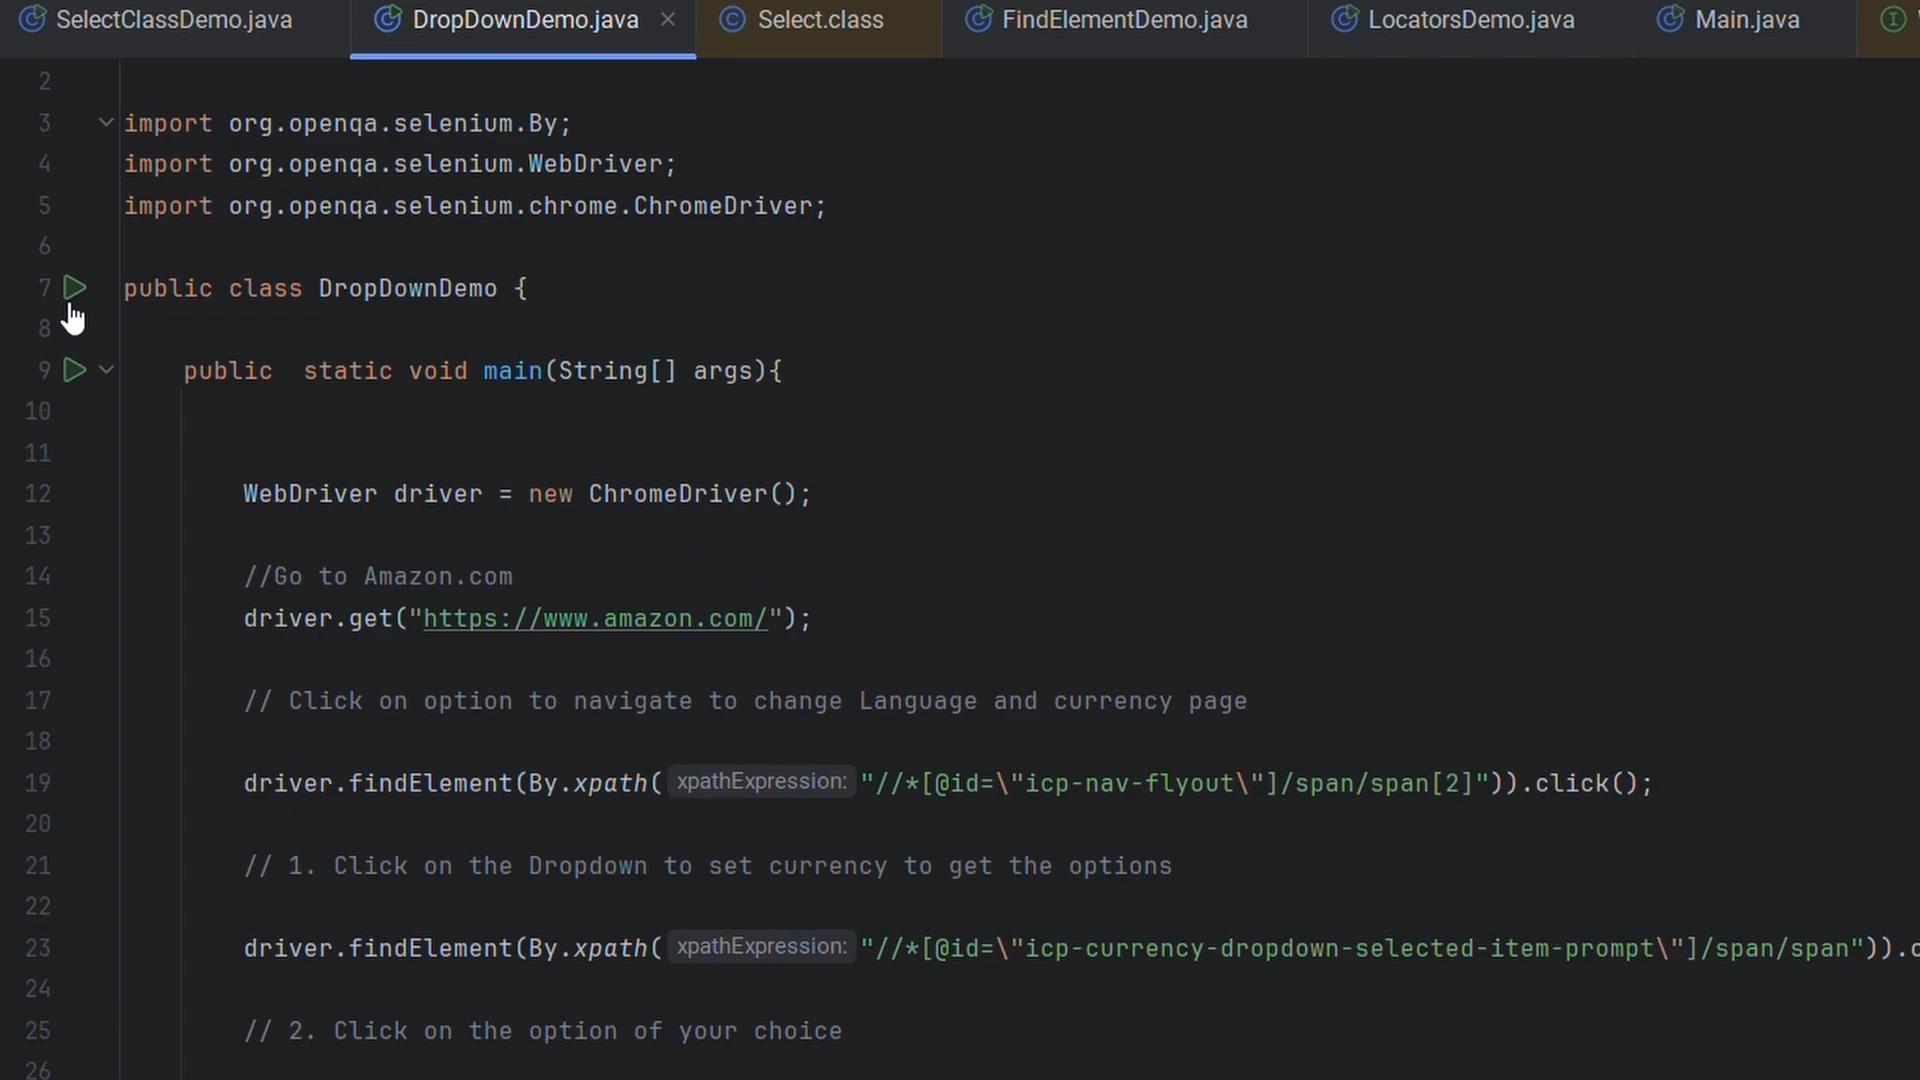 SelectClassDemo.java
DropDownDemo.java
Select.class
FindElementDemo.java
LocatorsDemo.java
Main.java
2
3 import org.openqa.selenium.By;
4 import org.openqa.selenium.WebDriver;
5 import org.openqa.selenium.chrome.ChromeDriver;
6
7 public class DropDownDemo {
8
9 public  static void main(String[] args){
10
11
12 WebDriver driver = new ChromeDriver();
13
14 //Go to Amazon.com
15 driver.get("https://www.amazon.com/");
16
17 // Click on option to navigate to change Language and currency page
18
19 driver.findElement(By.xpath( xpathExpression: "//*[@id=\"icp-nav-flyout\"]/span/span[2]")).click();
20
21 // 1. Click on the Dropdown to set currency to get the options
22
23 driver.findElement(By.xpath( xpathExpression: "//*[@id=\"icp-currency-dropdown-selected-item-prompt\"]/span/span")).c
24
25 // 2. Click on the option of your choice
26